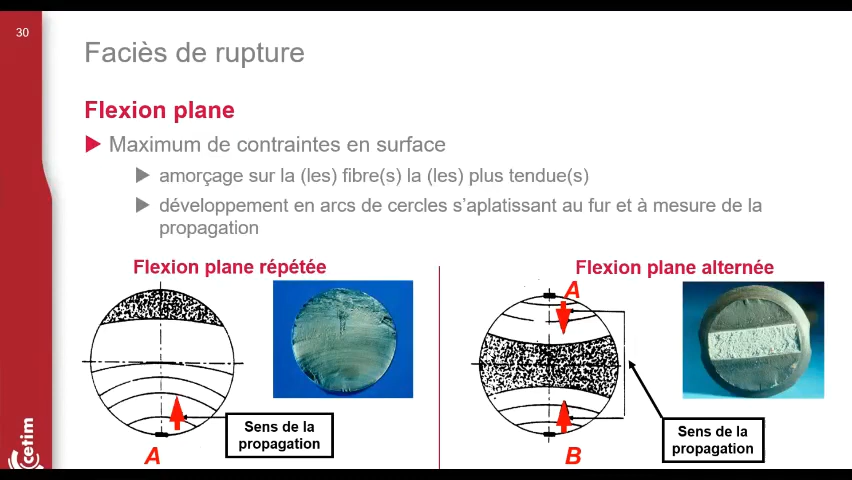 30
Faciès de rupture
Flexion plane
Maximum de contraintes en surface
amorçage sur la (les) fibre(s) la (les) plus tendue(s)
développement en arcs de cercles s’aplatissant au fur et à mesure de la
propagation
Flexion plane répétée
Flexion plane alternée
A
Sens de la
propagation
A
B
Sens de la
propagation
cetim